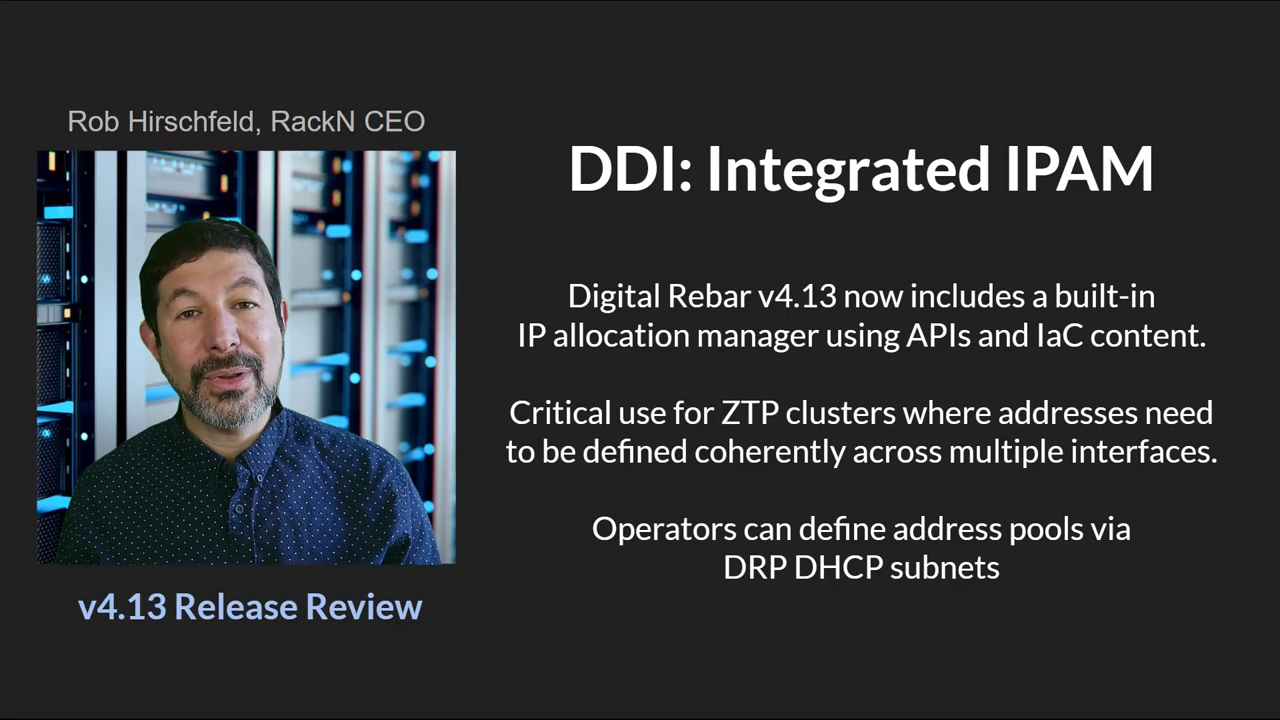 Rob Hirschfeld, RackN CEO
v4.13 Release Review
DDI: Integrated IPAM
Digital Rebar v4.13 now includes a built-in
IP allocation manager using APIs and IaC content.
Critical use for ZTP clusters where addresses need
to be defined coherently across multiple interfaces.
Operators can define address pools via
DRP DHCP subnets